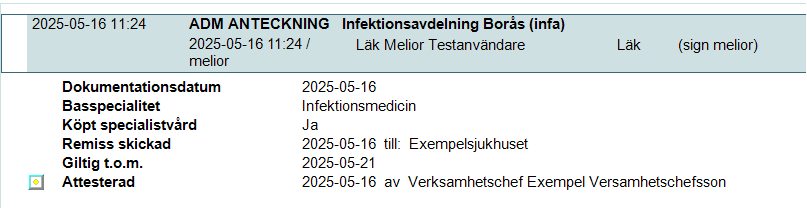 2025-05-16 11:24 ADM ANTECKNING Infektionsavdelning Borås (infa)
2025-05-16 11:24 / Läk Melior Testanvändare Läk (sign melior)
melior
Dokumentationsdatum 2025-05-16
Basspecialitet Infektionsmedicin
Köpt specialistvård Ja
Remiss skickad 2025-05-16 till: Exempelsjukhuset
Giltig t.o.m. 2025-05-21
Attesterad 2025-05-16 av Verksamhetschef Exempel Versamhetschefsson